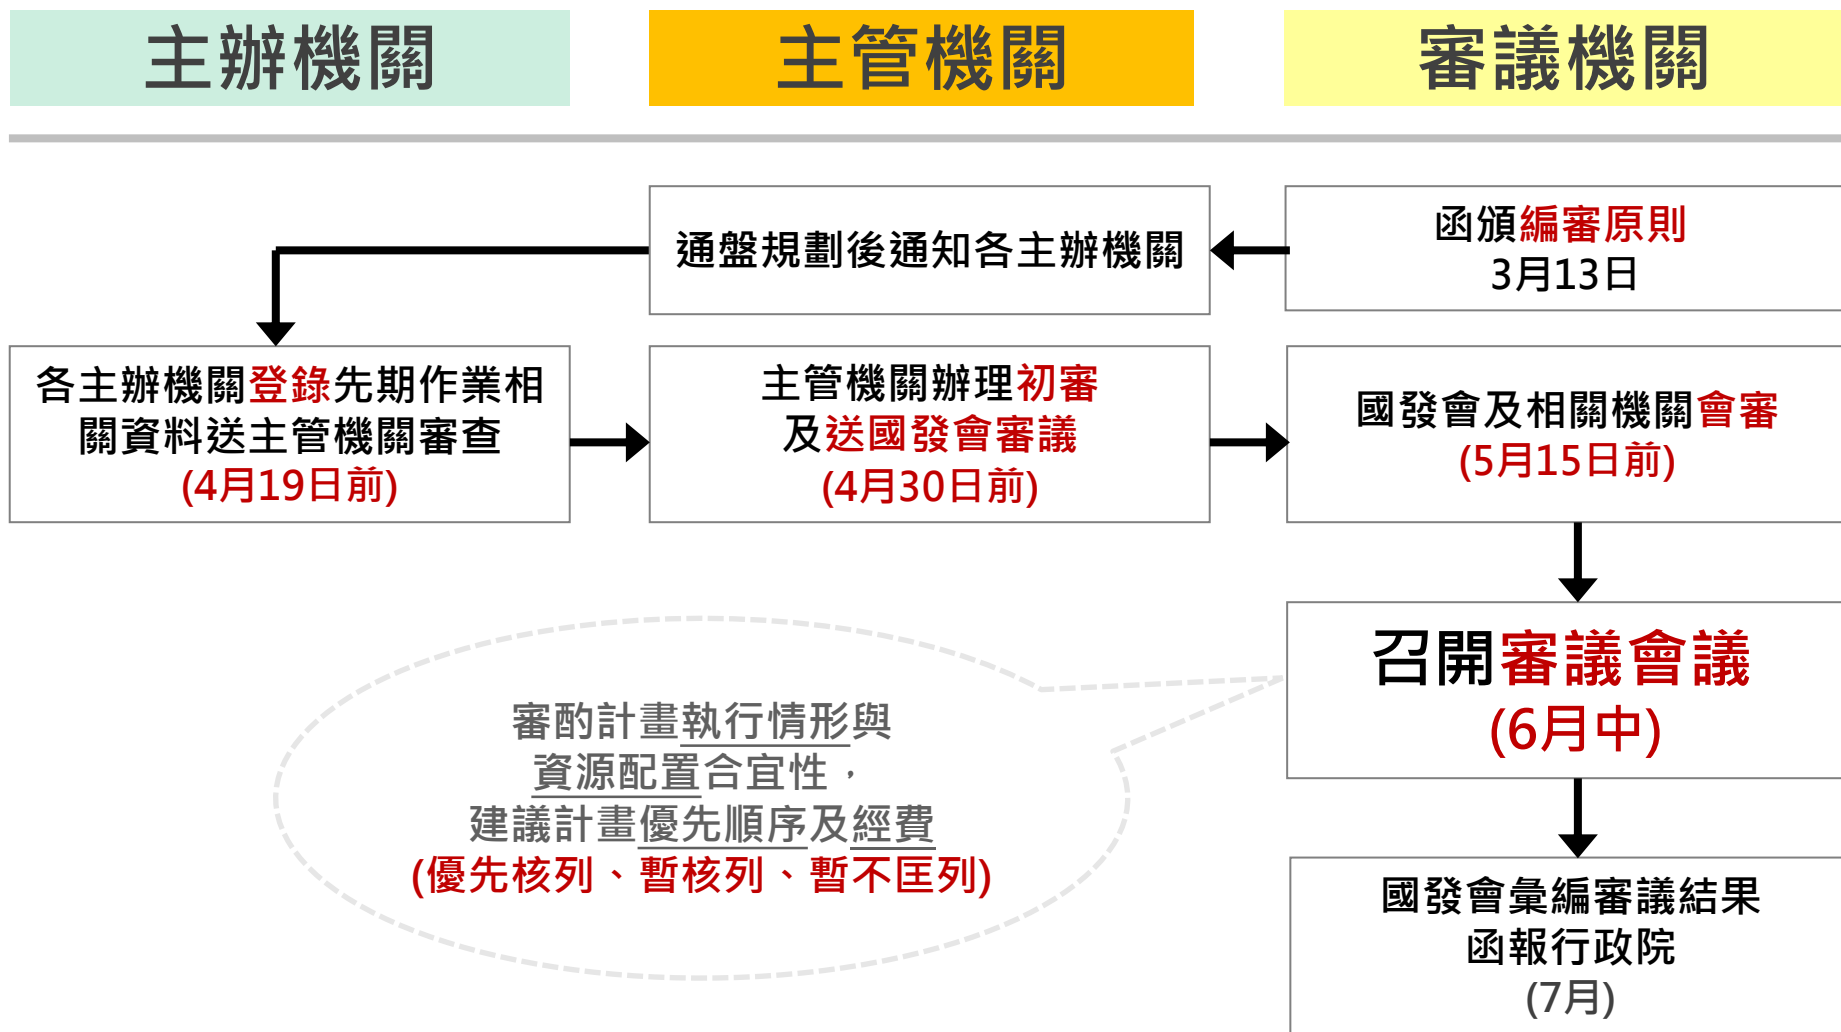 主辦機關
主管機關
審議機關
函頒編審原則
3月13日
通盤規劃後通知各主辦機關
各主辦機關登錄先期作業相
關資料送主管機關審查
(4月19日前)
主管機關辦理初審
及送國發會審議
(4月30日前)
國發會及相關機關會審
(5月15日前)
召開審議會議
(6月中)
審酌計畫執行情形與
資源配置合宜性，
建議計畫優先順序及經費
(優先核列、暫核列、暫不匡列)
國發會彙編審議結果
函報行政院
(7月)